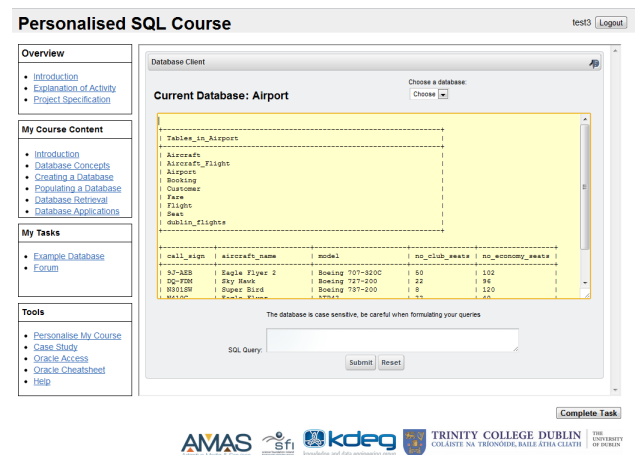 Personalised SQL Course
test3 Logout
Overview
Introduction
Explanation of Activity
Project Specification
My Course Content
Introduction
Database Concepts
Creating a Database
Populating a Database
Database Retrieval
Database Applications
My Tasks
Example Database
Forum
Tools
Personalise My Course
Case Study
Oracle Access
Oracle Cheatsheet
Help
Database Client
Choose a database:
Current Database: Airport
Choose
| Tables_in_Airport |
| Aircraft |
| Aircraft_Flight |
| Airport |
| Booking |
| Customer |
| Fare |
| Flight |
| Seat |
| dublin_flights |
| call_sign | aircraft_name | model | no_club_seats | no_economy_seats |
| 9J-AEB | Eagle Flyer 2 | Boeing 707-320C | 50 | 102
| DQ-FDM | Sky Hawk | Boeing 727-200 | 22 | 96
| N301SW | Super Bird | Boeing 737-200 | 8 | 120
The database is case sensitive, be careful when formulating your queries
SQL Query:
Submit Reset
Complete Task
AMAS
sfi
kdeg
knowledge and data engineering group
TRINITY COLLEGE DUBLIN
COLÁISTE NA TRÍONÓIDE, BAILE ÁTHA CLIATH
THE
UNIVERSITY
OF DUBLIN